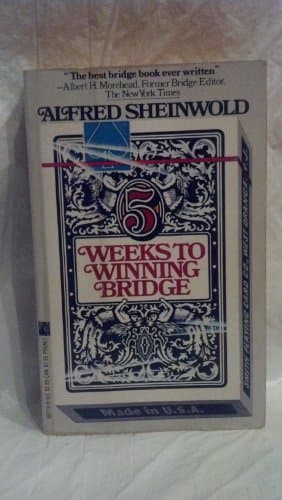 "The best bridge book ever written"
—Albert H. Morehead, Former Bridge Editor,
The New York Times
ALFRED SHEINWOLD
5
WEEKS TO
WINNING
BRIDGE
Made in U.S.A.